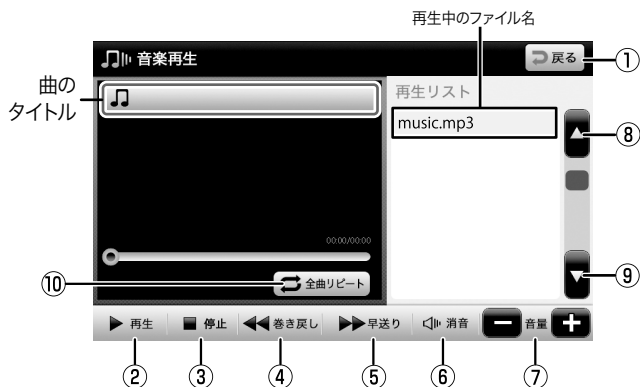 再生中のファイル名
音楽再生
戻る
①
曲の
タイトル
再生リスト
music.mp3
⑧
00:00/00:00
⑩
全曲リピート
⑨
再生
停止
巻き戻し
早送り
消音
音量
②
③
④
⑤
⑥
⑦